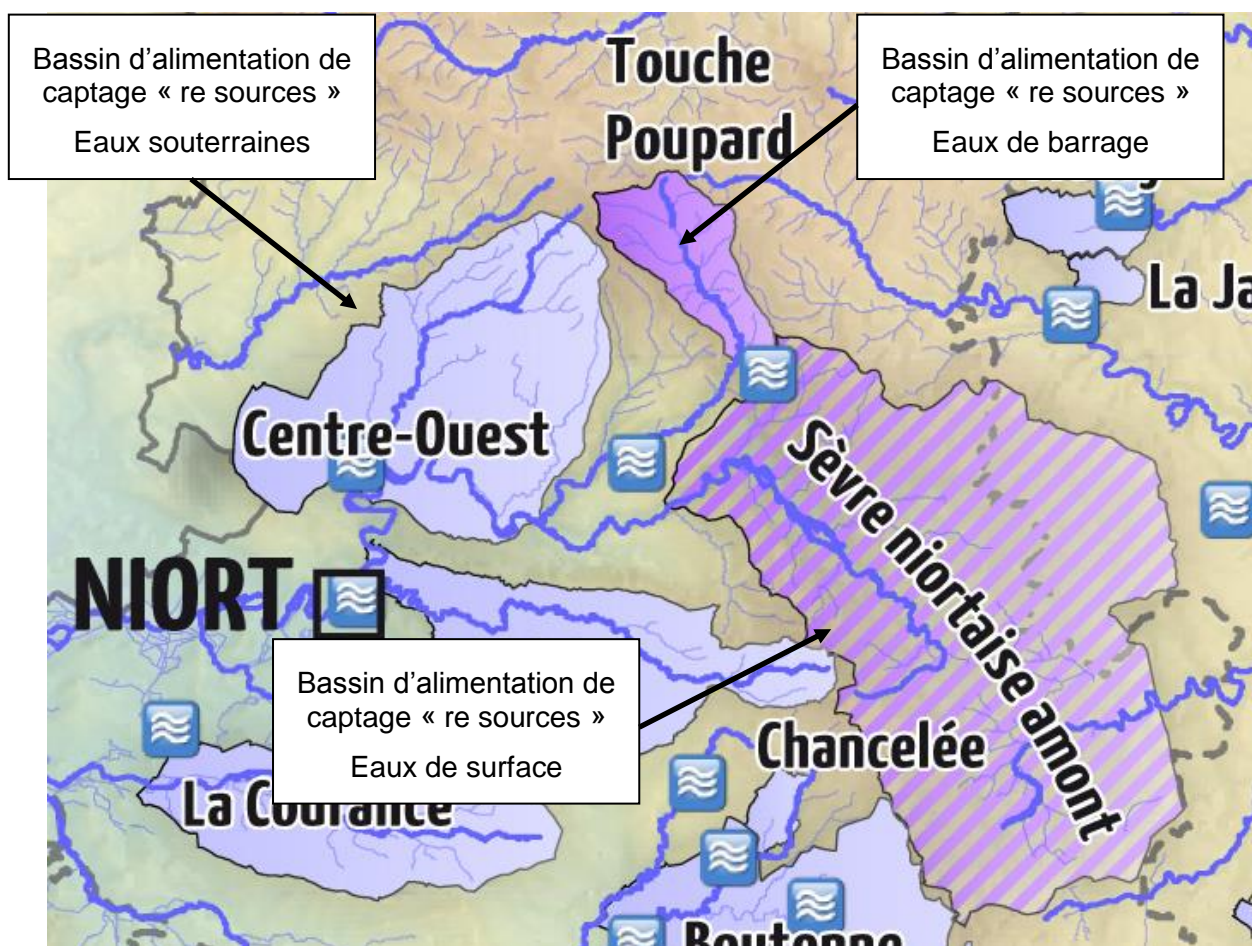 Bassin d’alimentation de
captage « re sources »
Eaux souterraines
Touche
Poupard
Bassin d’alimentation de
captage « re sources »
Eaux de barrage
La Ja
Centre-Ouest
Sèvre niortaise amont
NIORT
Bassin d’alimentation de
captage « re sources »
Eaux de surface
Chancelée
La Courance
Boutonne